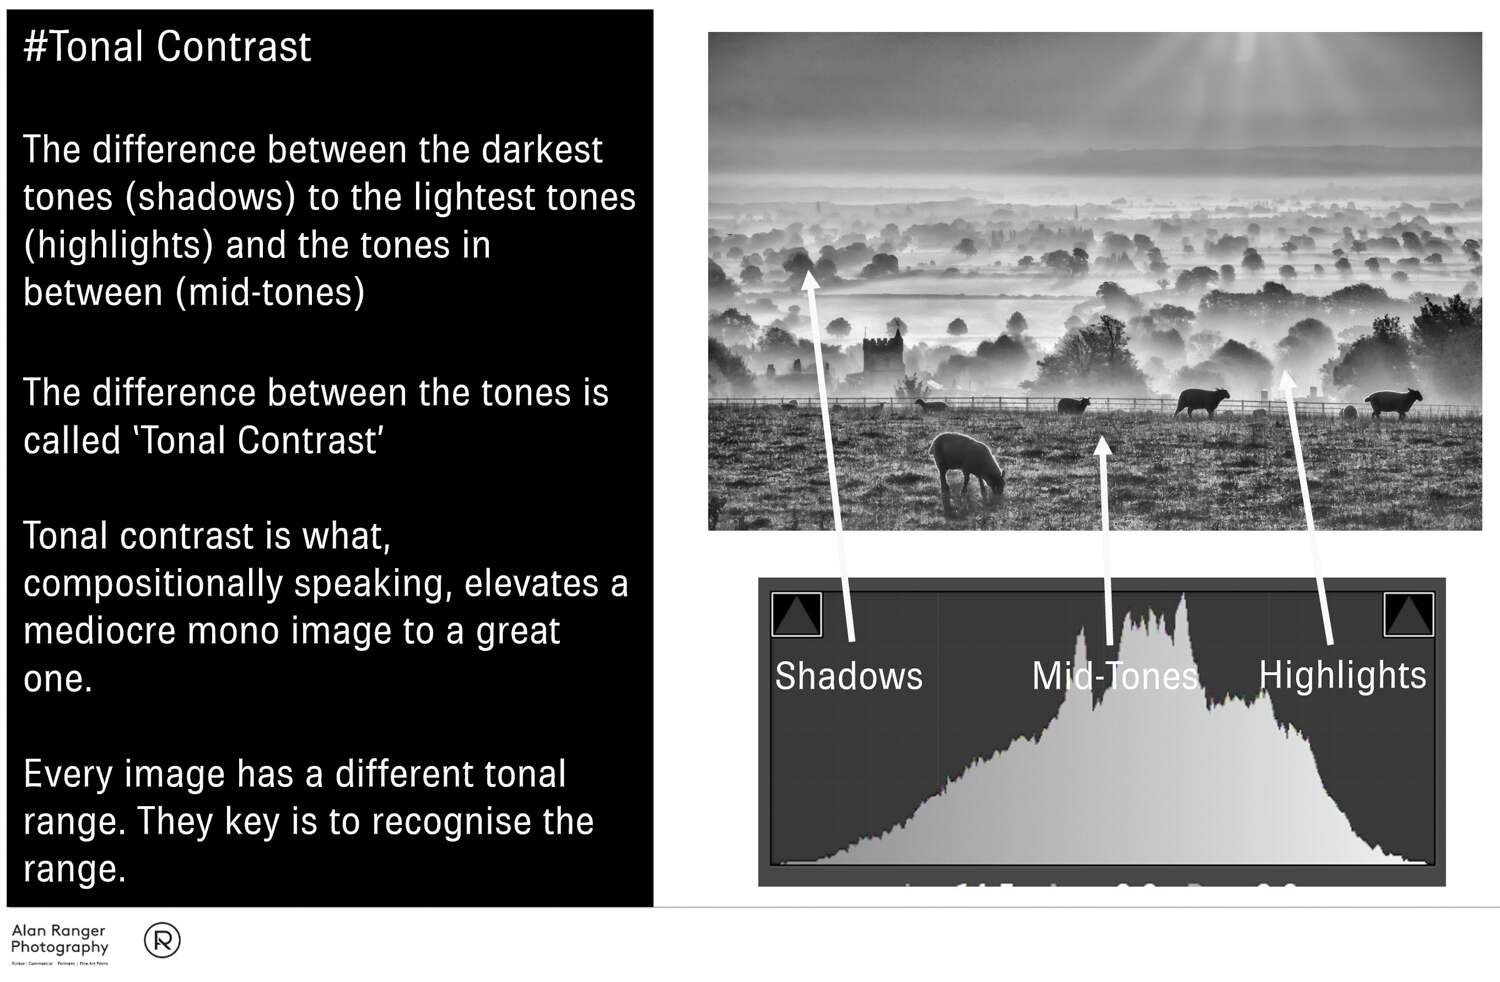 #Tonal Contrast
The difference between the darkest
tones (shadows) to the lightest tones
(highlights) and the tones in
between (mid-tones)
The difference between the tones is
called ‘Tonal Contrast’
Tonal contrast is what,
compositionally speaking, elevates a
mediocre mono image to a great
one.
Every image has a different tonal
range. They key is to recognise the
range.
Shadows
Mid-Tones
Highlights
Alan Ranger
Photography
R